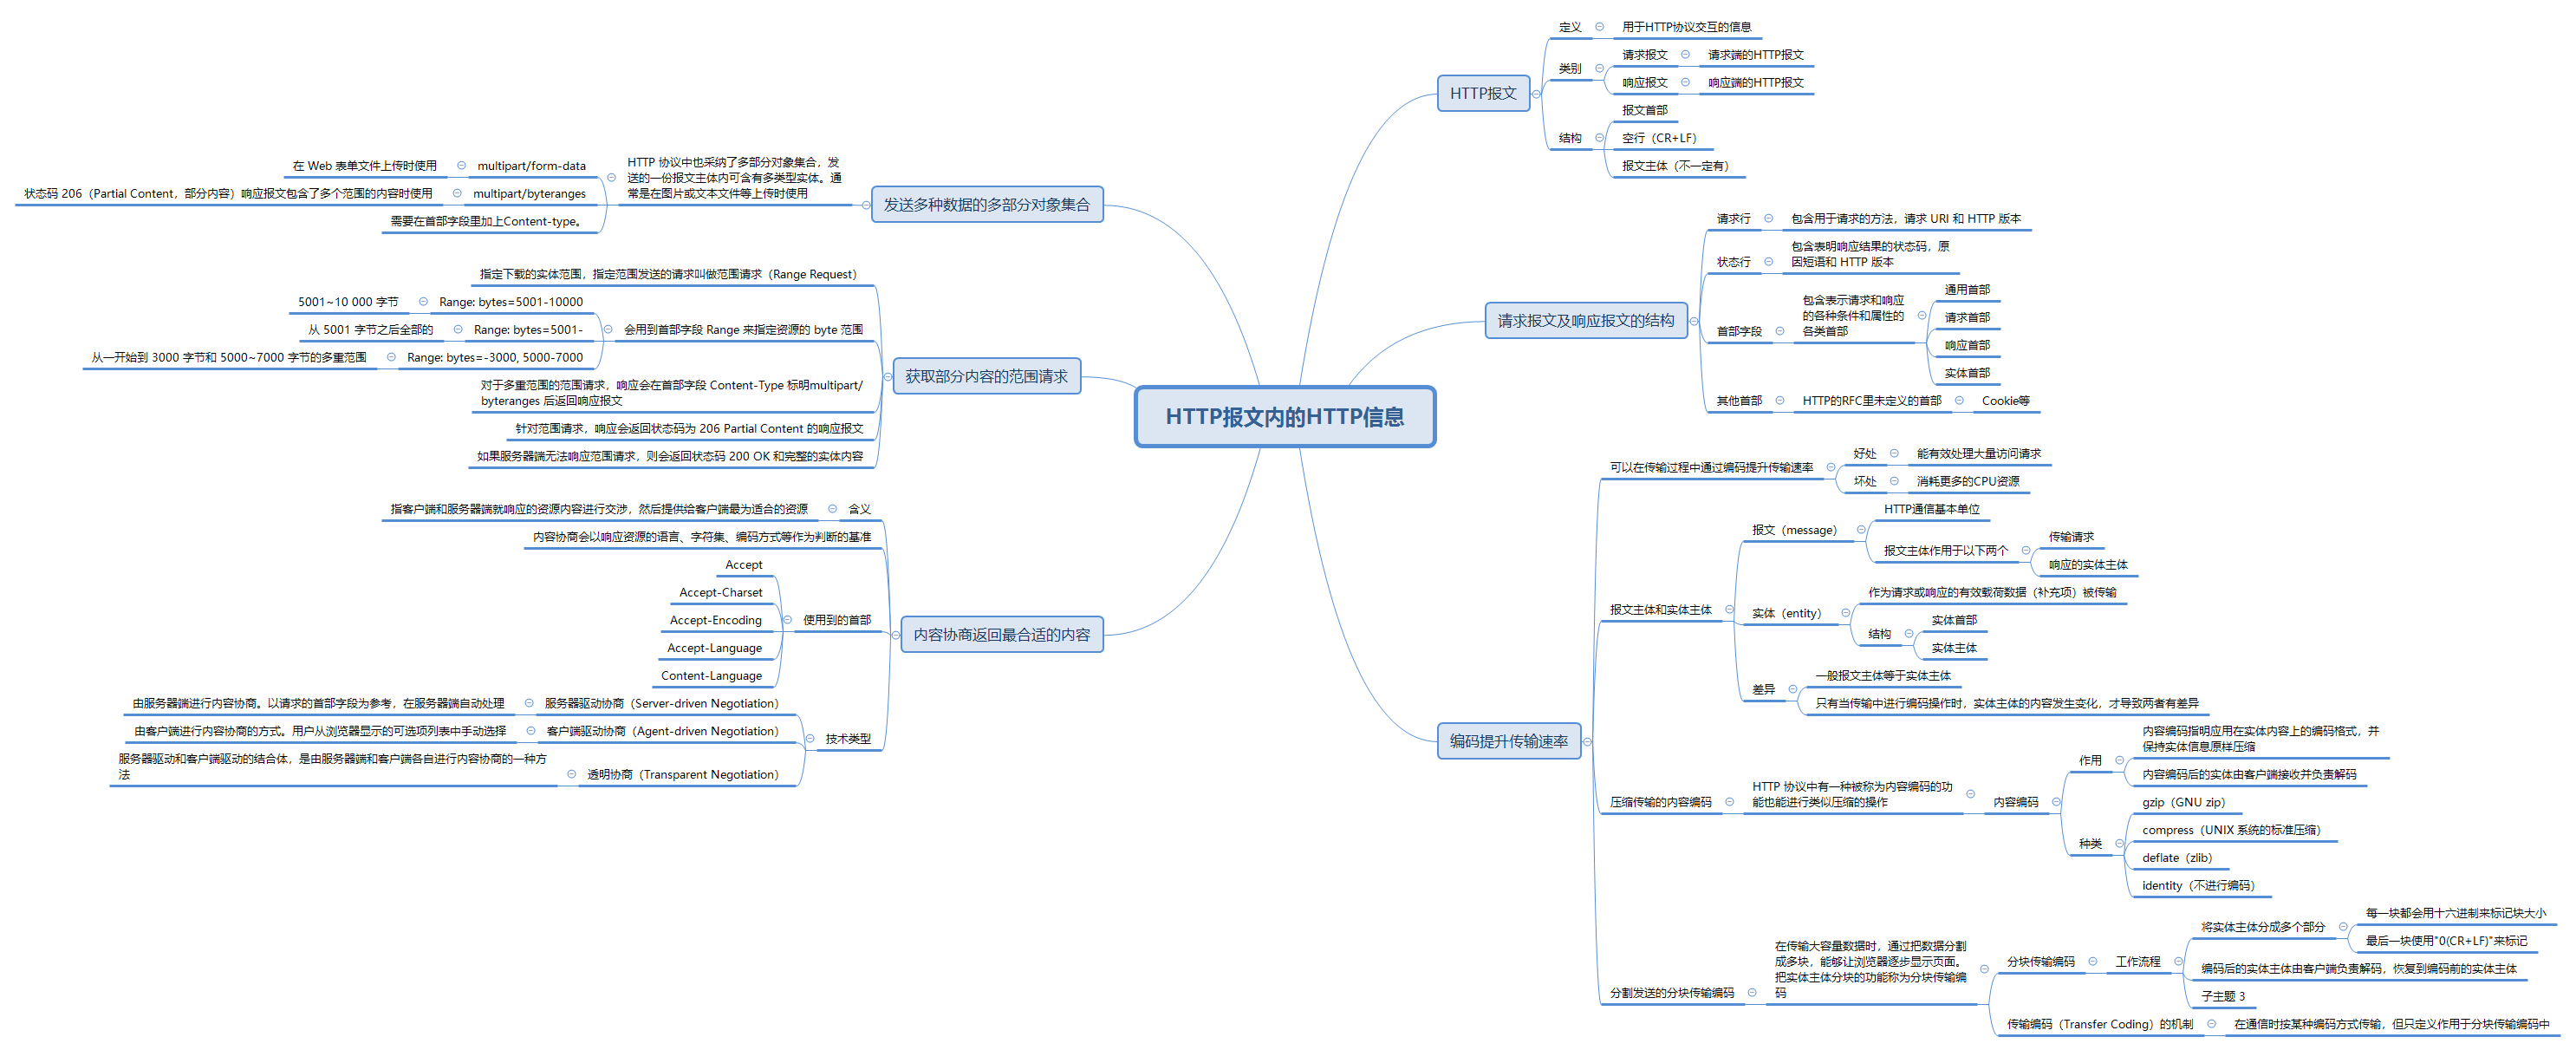 HTTP报文内的HTTP信息
HTTP报文
定义
用于HTTP协议交互的信息
类别
请求报文
请求端的HTTP报文
响应报文
响应端的HTTP报文
结构
报文首部
空行（CR+LF）
报文主体（不一定有）
请求报文及响应报文的结构
请求行
包含用于请求的方法，请求 URI 和 HTTP 版本
状态行
包含表明响应结果的状态码，原
因短语和 HTTP 版本
首部字段
包含表示请求和响应
的各种条件和属性的
各类首部
通用首部
请求首部
响应首部
实体首部
其他首部
HTTP的RFC里未定义的首部
Cookie等
编码提升传输速率
可以在传输过程中通过编码提升传输速率
好处
能有效处理大量访问请求
坏处
消耗更多的CPU资源
报文主体和实体主体
报文（message）
HTTP通信基本单位
报文主体作用于以下两个
传输请求
响应的实体主体
实体（entity）
作为请求或响应的有效载荷数据（补充项）被传输
结构
实体首部
实体主体
差异
一般报文主体等于实体主体
只有当传输中进行编码操作时，实体主体的内容发生变化，才导致两者有差异
压缩传输的内容编码
HTTP 协议中有一种被称为内容编码的功
能也能进行类似压缩的操作
内容编码
作用
内容编码指明应用在实体内容上的编码格式，并
保持实体信息原样压缩
内容编码后的实体由客户端接收并负责解码
种类
gzip（GNU zip）
compress（UNIX 系统的标准压缩）
deflate（zlib）
identity（不进行编码）
分割发送的分块传输编码
在传输大容量数据时，通过把数据分割
成多块，能够让浏览器逐步显示页面。
把实体主体分块的功能称为分块传输编
码
分块传输编码
工作流程
将实体主体分成多个部分
每一块都会用十六进制来标记块大小
最后一块使用"0(CR+LF)"来标记
编码后的实体主体由客户端负责解码，恢复到编码前的实体主体
子主题 3
传输编码（Transfer Coding）的机制
在通信时按某种编码方式传输，但只定义作用于分块传输编码中
发送多种数据的多部分对象集合
HTTP 协议中也采纳了多部分对象集合，发
送的一份报文主体内可含有多类型实体。通
常是在图片或文本文件等上传时使用
multipart/form-data
在 Web 表单文件上传时使用
multipart/byteranges
状态码 206（Partial Content，部分内容）响应报文包含了多个范围的内容时使用
需要在首部字段里加上Content-type。
获取部分内容的范围请求
指定下载的实体范围，指定范围发送的请求叫做范围请求（Range Request）
会用到首部字段 Range 来指定资源的 byte 范围
Range: bytes=5001-10000
5001~10 000 字节
Range: bytes=5001-
从 5001 字节之后全部的
Range: bytes=-3000, 5000-7000
从一开始到 3000 字节和 5000~7000 字节的多重范围
对于多重范围的范围请求，响应会在首部字段 Content-Type 标明multipart/
byteranges 后返回响应报文
针对范围请求，响应会返回状态码为 206 Partial Content 的响应报文
如果服务器端无法响应范围请求，则会返回状态码 200 OK 和完整的实体内容
内容协商返回最合适的内容
含义
指客户端和服务器端就响应的资源内容进行交涉，然后提供给客户端最为适合的资源
内容协商会以响应资源的语言、字符集、编码方式等作为判断的基准
使用到的首部
Accept
Accept-Charset
Accept-Encoding
Accept-Language
Content-Language
技术类型
服务器驱动协商（Server-driven Negotiation）
由服务器端进行内容协商。以请求的首部字段为参考，在服务器端自动处理
客户端驱动协商（Agent-driven Negotiation）
由客户端进行内容协商的方式。用户从浏览器显示的可选项列表中手动选择
透明协商（Transparent Negotiation）
服务器驱动和客户端驱动的结合体，是由服务器端和客户端各自进行内容协商的一种方
法